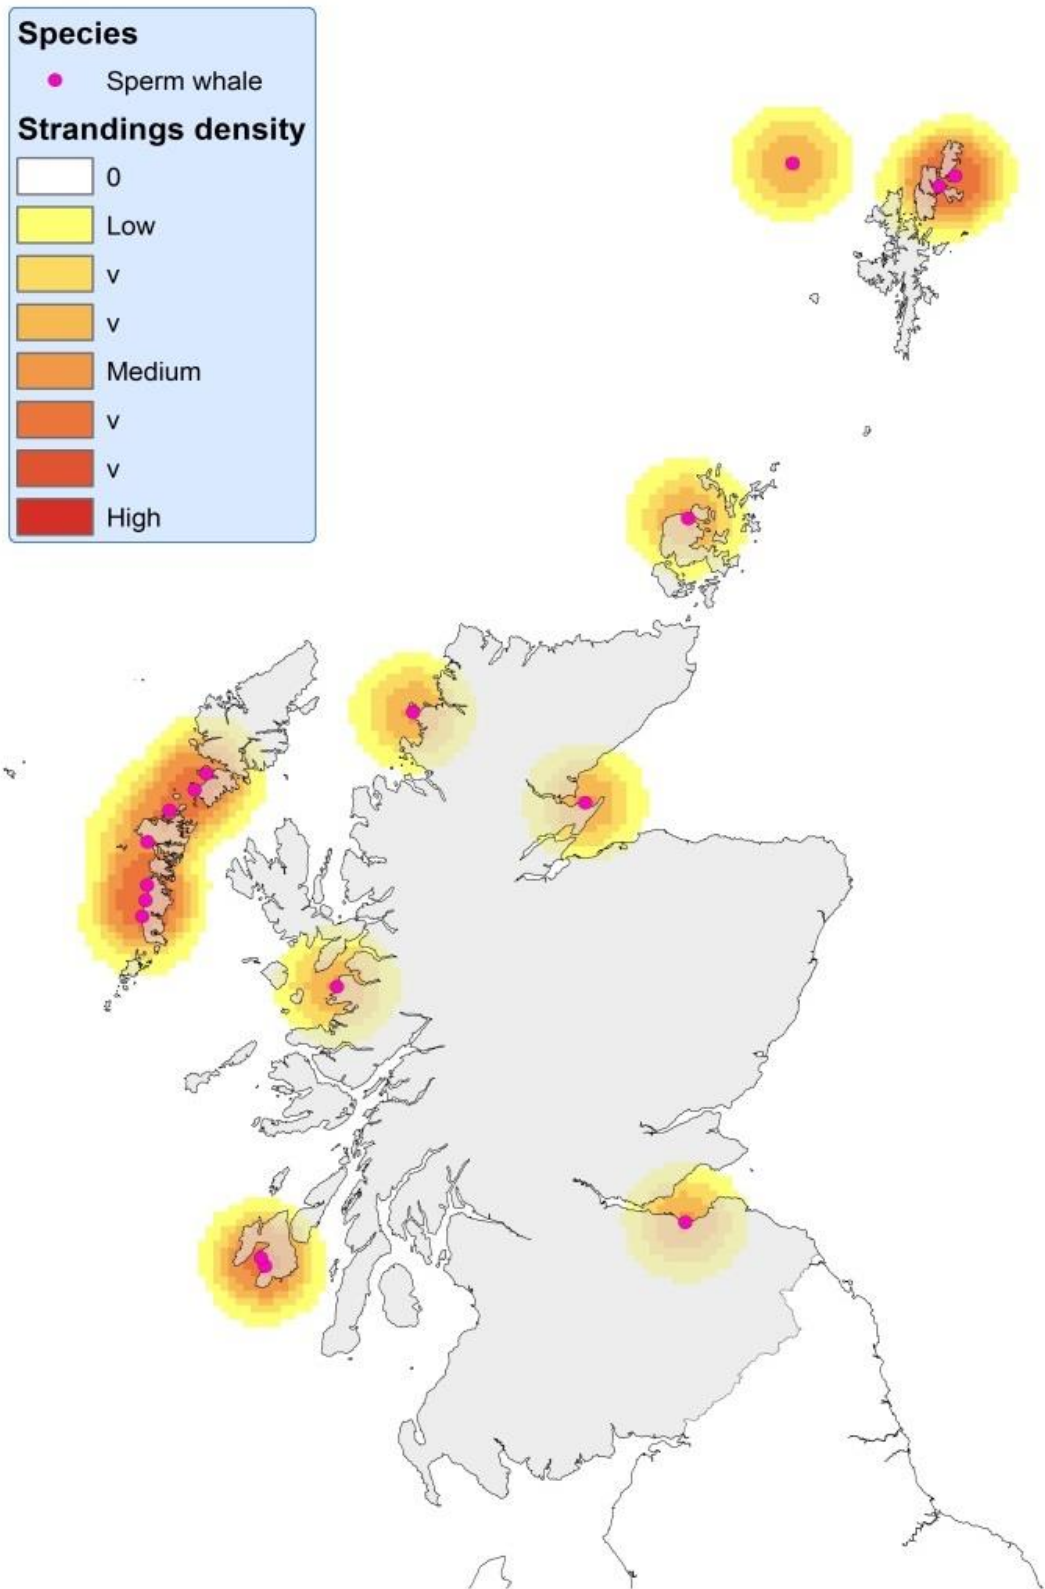 Species
Sperm whale
Strandings density
0
Low
v
v
Medium
v
v
High